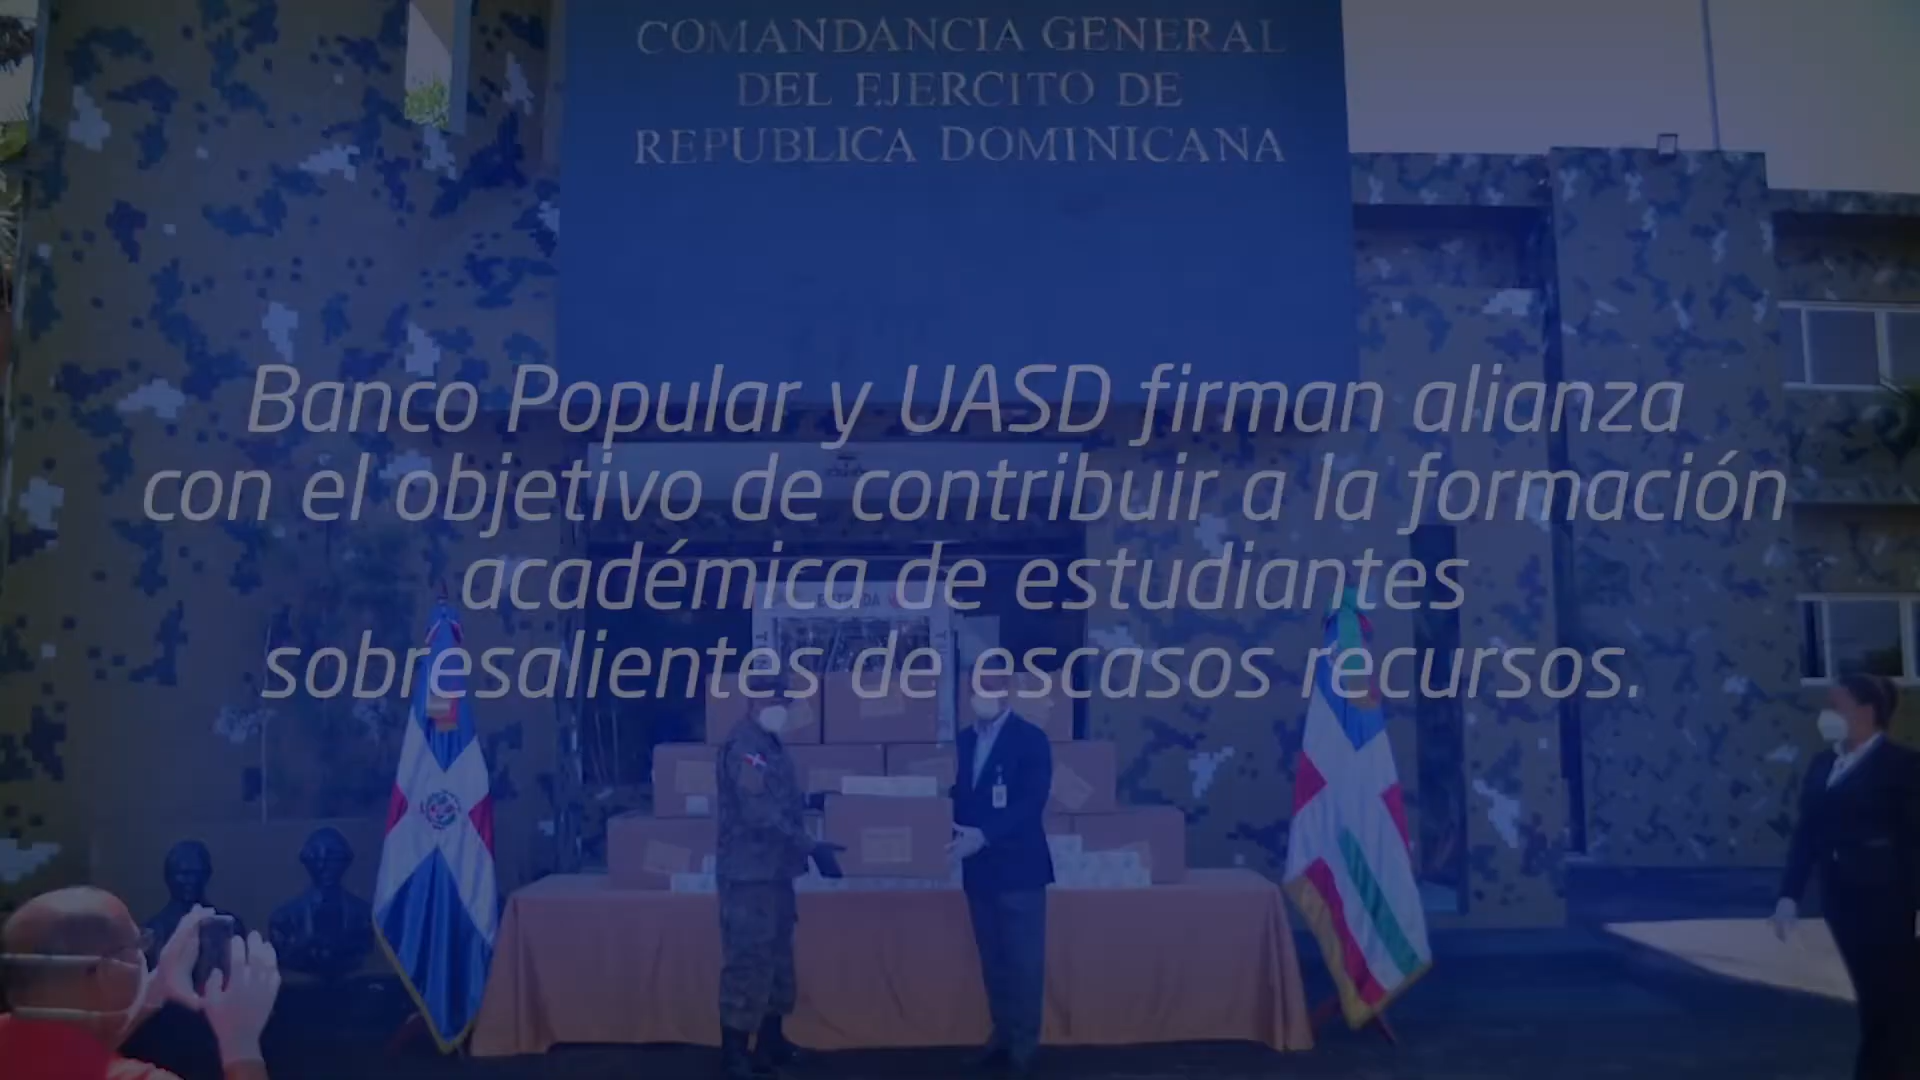 COMANDANCIA GENERAL
DEL EJERCITO DE
REPUBLICA DOMINICANA
Banco Popular y UASD firman alianza
con el objetivo de contribuir a la formación
académica de estudiantes
sobresalientes de escasos recursos.